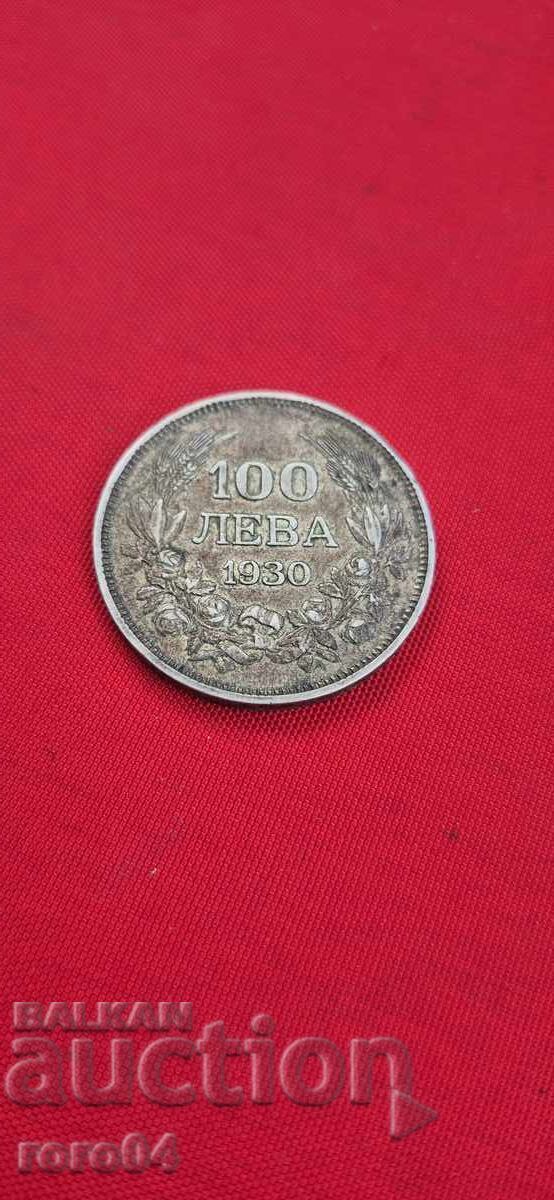 100
ЛЕВА
1930
BALKAN
auction
roro04